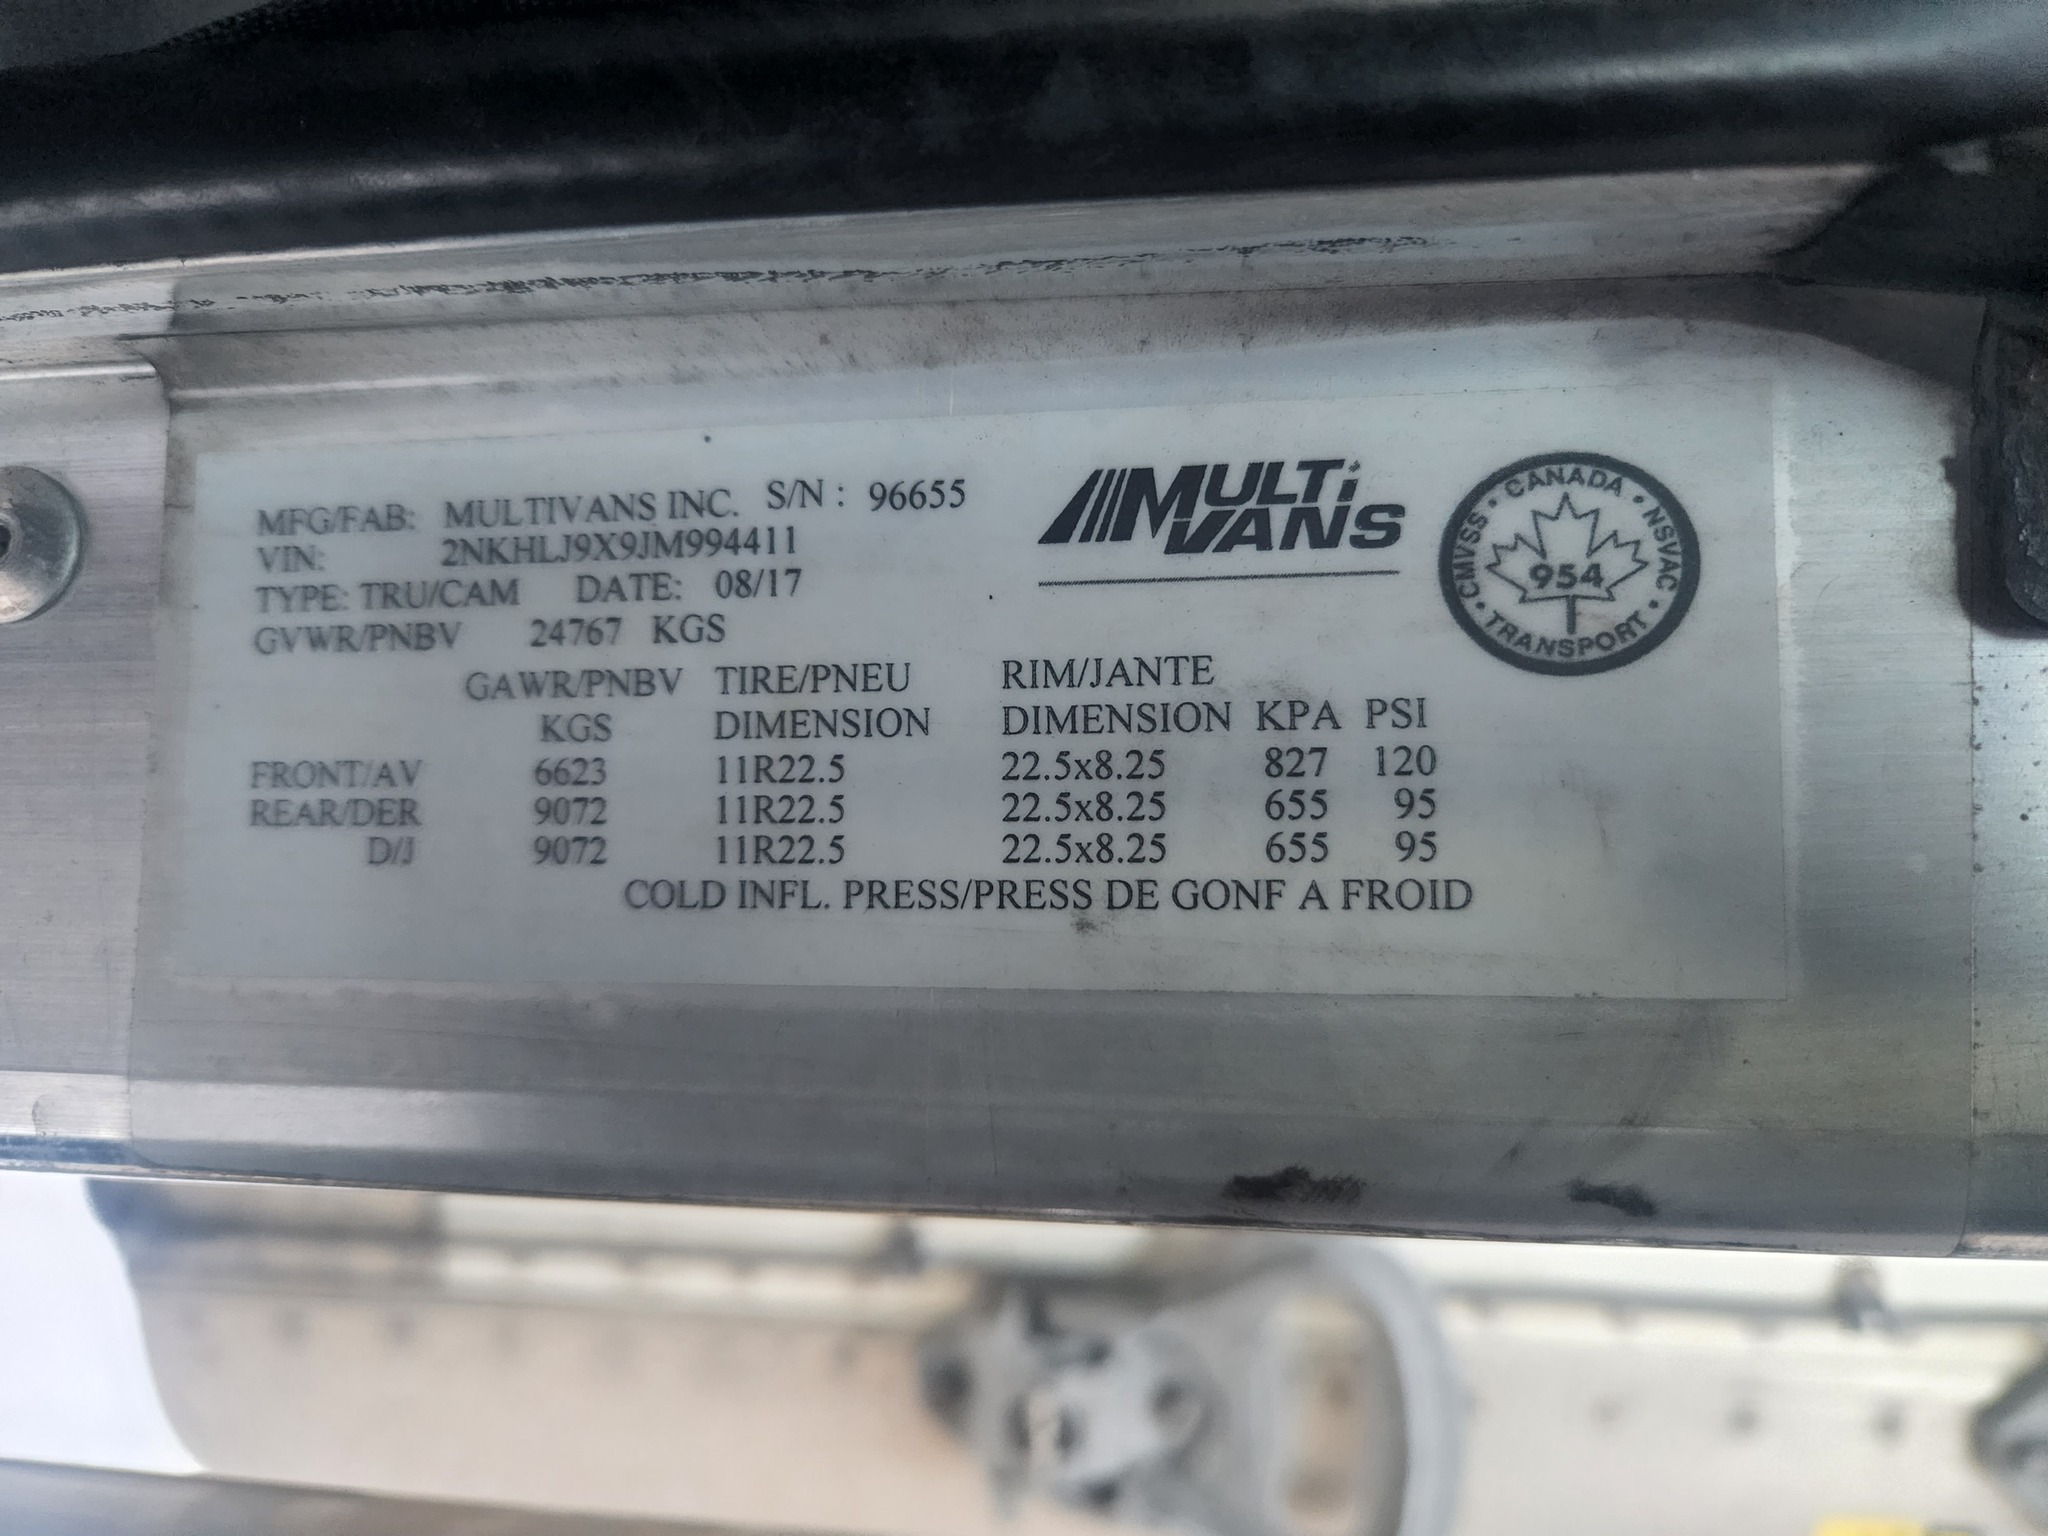 MFG/FAB: MULTIVANS INC. S/N : 96655
VIN: 2NKHLJ9X9JM994411
TYPE: TRU/CAM DATE: 08/17
GVWR/PNBV 24767 KGS
MULTi
VANS
CANADA • NSVAC • TRANSPORT • CMVSS •
954
GAWR/PNBV TIRE/PNEU RIM/JANTE
KGS DIMENSION DIMENSION KPA PSI
FRONT/AV 6623 11R22.5 22.5x8.25 827 120
REAR/DER 9072 11R22.5 22.5x8.25 655 95
D/J 9072 11R22.5 22.5x8.25 655 95
COLD INFL. PRESS/PRESS DE GONF A FROID